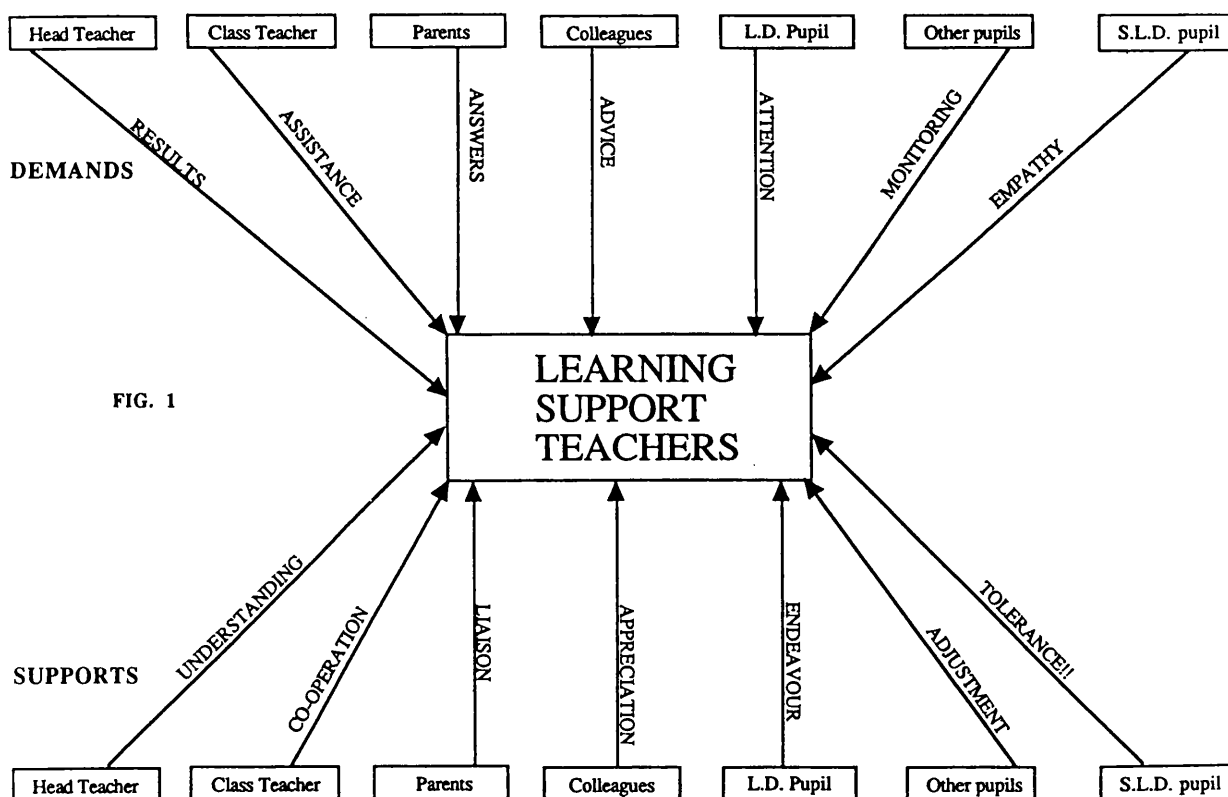 Head Teacher
Class Teacher
Parents
Colleagues
L.D. Pupil
Other pupils
S.L.D. pupil
RESULTS
ASSISTANCE
ANSWERS
ADVICE
ATTENTION
MONITORING
EMPATHY
DEMANDS
LEARNING
SUPPORT
TEACHERS
FIG. 1
UNDERSTANDING
CO-OPERATION
LIAISON
APPRECIATION
ENDEAVOUR
ADJUSTMENT
TOLERANCE!!
SUPPORTS
Head Teacher
Class Teacher
Parents
Colleagues
L.D. Pupil
Other pupils
S.L.D. pupil